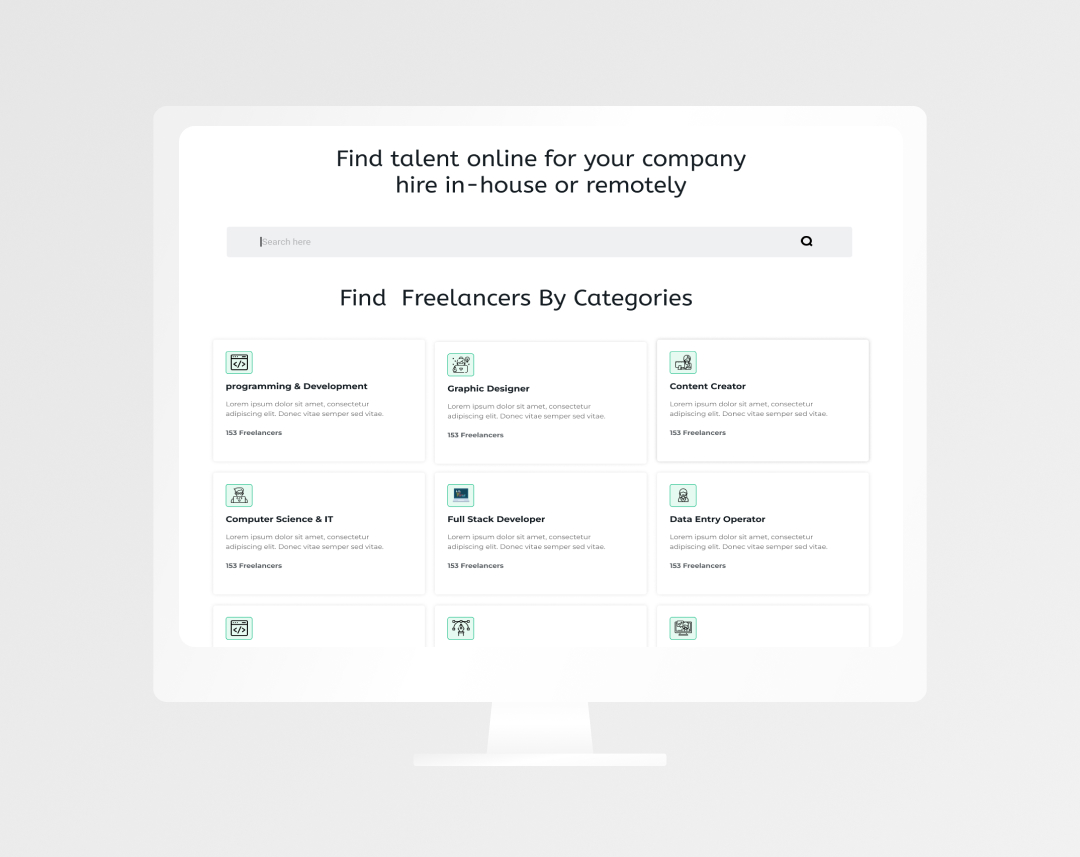 Find talent online for your company
hire in-house or remotely
Search here
Find  Freelancers By Categories
programming & Development
Lorem ipsum dolor sit amet, consectetur
adipiscing elit. Donec vitae semper sed vitae.
153 Freelancers
Graphic Designer
Lorem ipsum dolor sit amet, consectetur
adipiscing elit. Donec vitae semper sed vitae.
153 Freelancers
Content Creator
Lorem ipsum dolor sit amet, consectetur
adipiscing elit. Donec vitae semper sed vitae.
153 Freelancers
Computer Science & IT
Lorem ipsum dolor sit amet, consectetur
adipiscing elit. Donec vitae semper sed vitae.
153 Freelancers
Full Stack Developer
Lorem ipsum dolor sit amet, consectetur
adipiscing elit. Donec vitae semper sed vitae.
153 Freelancers
Data Entry Operator
Lorem ipsum dolor sit amet, consectetur
adipiscing elit. Donec vitae semper sed vitae.
153 Freelancers